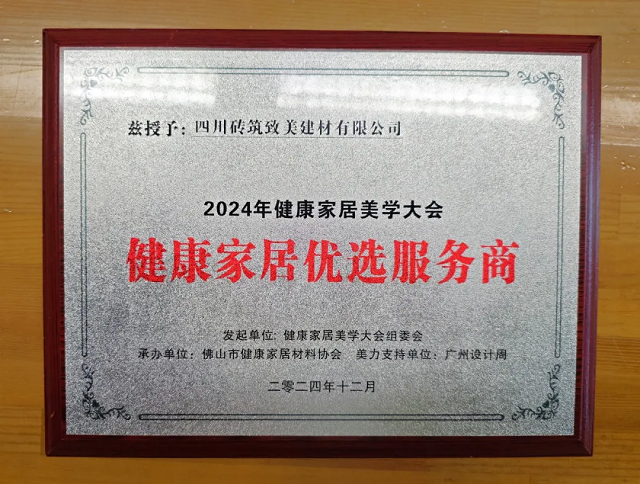 兹授予：四川砖筑致美建材有限公司
2024年健康家居美学大会
健康家居优选服务商
发起单位：健康家居美学大会组委会
承办单位：佛山市健康家居材料协会 美力支持单位：广州设计周
二零二四年十二月